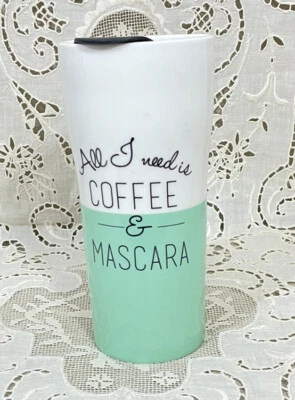 All I need is
COFFEE
&
MASCARA